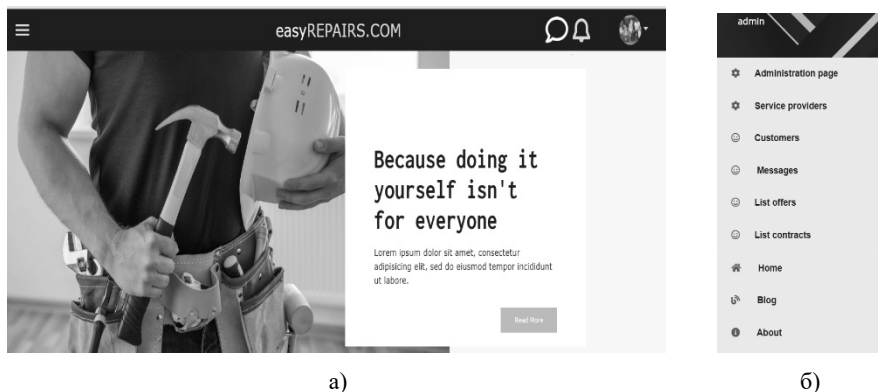 easyREPAIRS.COM
Because doing it
yourself isn't
for everyone
Lorem ipsum dolor sit amet, consectetur
adipisicing elit, sed do eiusmod tempor incididunt
ut labore.
Read More
а)
admin
Administration page
Service providers
Customers
Messages
List offers
List contracts
Home
Blog
About
б)